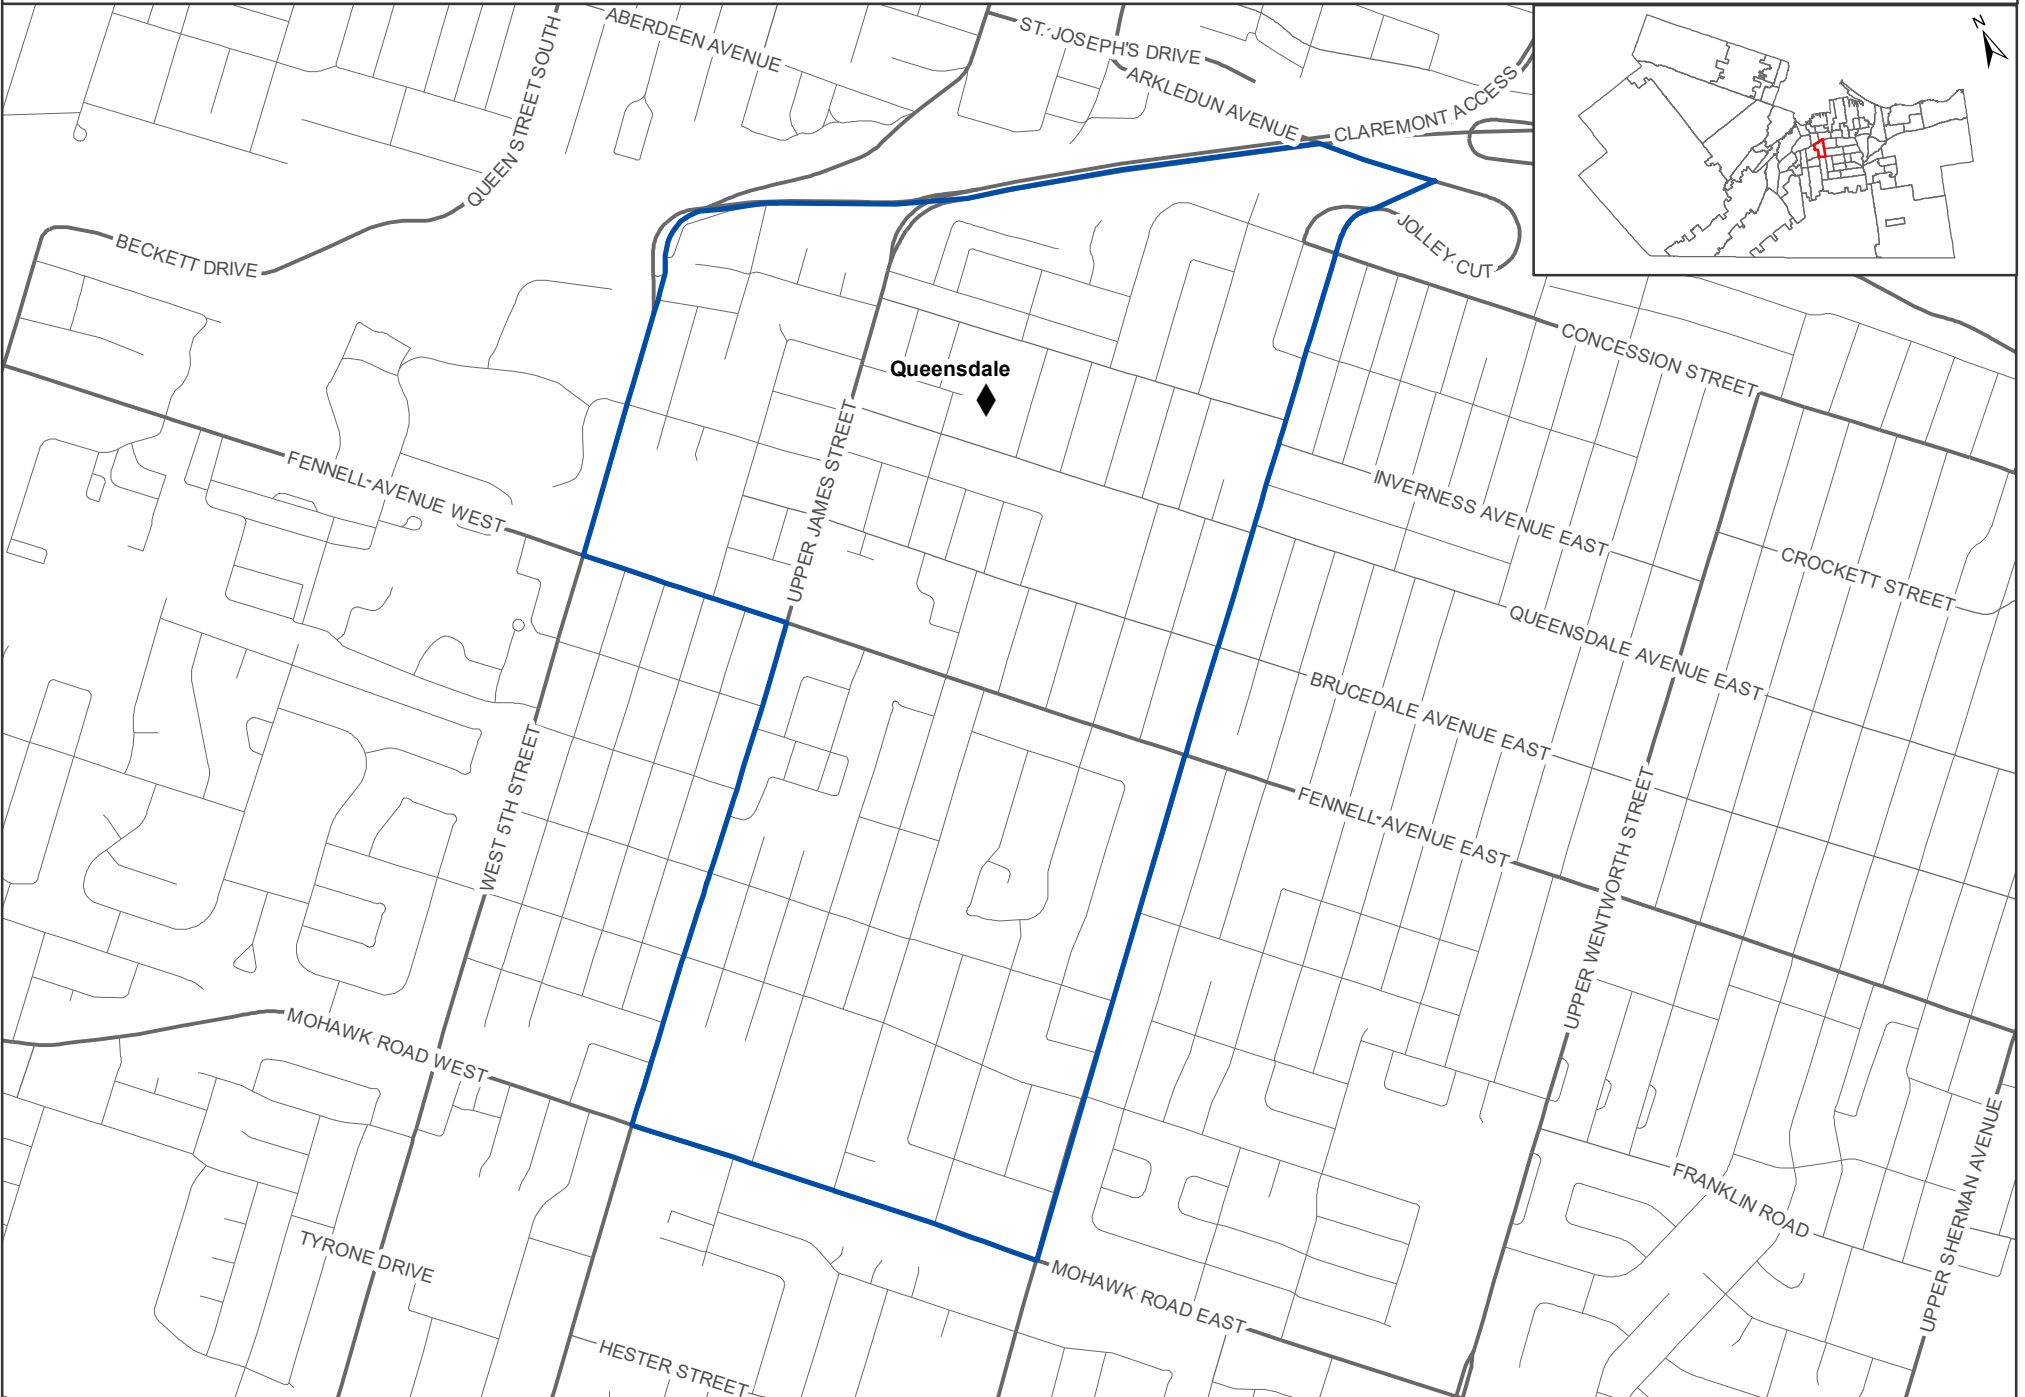 ABERDEEN AVENUE
ST. JOSEPH'S DRIVE
ARKLEDUN AVENUE
CLAREMONT ACCESS
N
QUEEN STREET SOUTH
BECKETT DRIVE
JOLLEY CUT
CONCESSION STREET
Queensdale
FENNELL AVENUE WEST
UPPER JAMES STREET
INVERNESS AVENUE EAST
CROCKETT STREET
QUEENSDALE AVENUE EAST
BRUCEDALE AVENUE EAST
WEST 5TH STREET
FENNELL AVENUE EAST
UPPER WENTWORTH STREET
MOHAWK ROAD WEST
FRANKLIN ROAD
UPPER SHERMAN AVENUE
TYRONE DRIVE
MOHAWK ROAD EAST
HESTER STREET